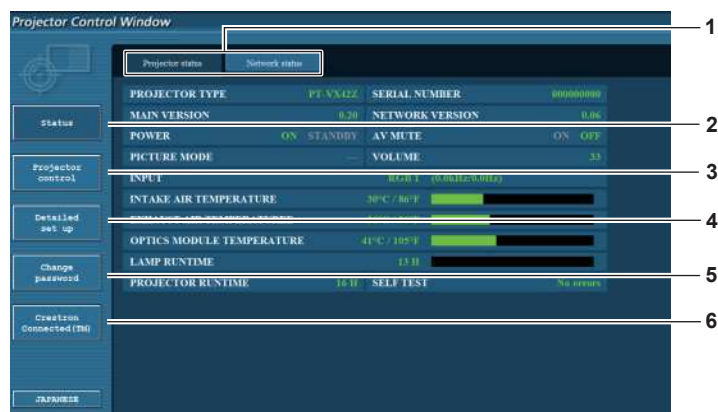 Projector Control Window
1
Projector status Network status
PROJECTOR TYPE PT-VX42Z SERIAL NUMBER 000000000
Status
MAIN VERSION 0.20 NETWORK VERSION 0.06
2
POWER ON STANDBY AV MUTE ON OFF
PICTURE MODE --- VOLUME 33
Projector
control
3
INPUT RGB 1 (0.0kHz/0.0Hz)
INTAKE AIR TEMPERATURE 30°C / 86°F
Detailed
set up
4
OPTICS MODULE TEMPERATURE 41°C / 105°F
LAMP RUNTIME 13 H
Change
password
5
PROJECTOR RUNTIME 16 H SELF TEST No errors
Crestron
Connected(TM)
6
JAPANESE